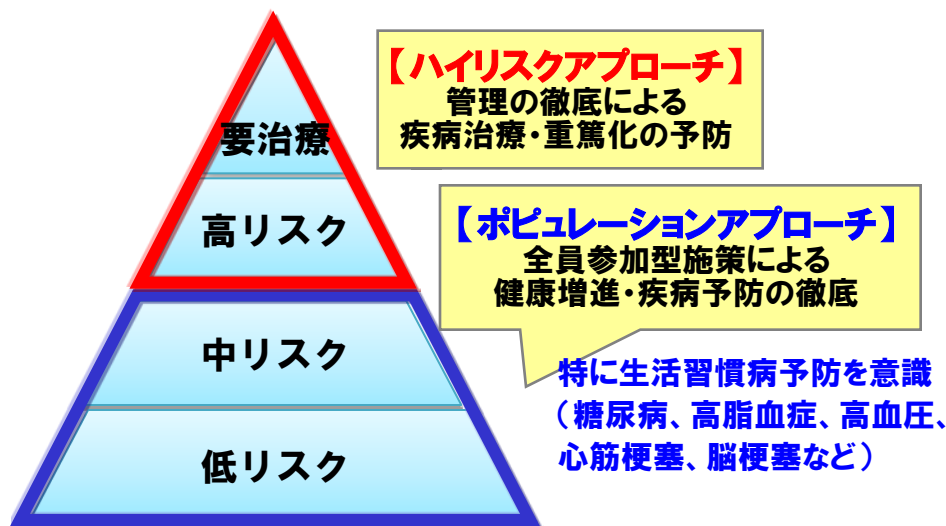 【ハイリスクアプローチ】
管理の徹底による
疾病治療・重篤化の予防
要治療
高リスク
【ポピュレーションアプローチ】
全員参加型施策による
健康増進・疾病予防の徹底
中リスク
特に生活習慣病予防を意識
（糖尿病、高脂血症、高血圧、
心筋梗塞、脳梗塞など）
低リスク